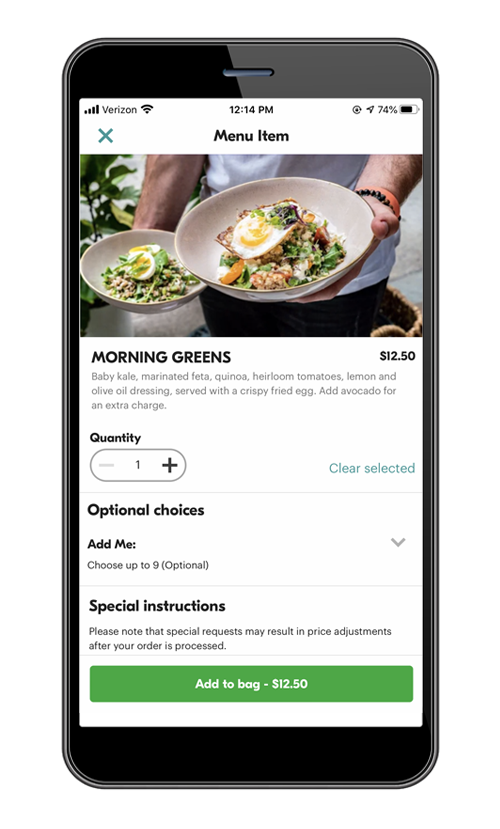 Verizon 12:14 PM 74%
Menu Item
MORNING GREENS $12.50
Baby kale, marinated feta, quinoa, heirloom tomatoes, lemon and
olive oil dressing, served with a crispy fried egg. Add avocado for
an extra charge.
Quantity
1
Clear selected
Optional choices
Add Me:
Choose up to 9 (Optional)
Special instructions
Please note that special requests may result in price adjustments
after your order is processed.
Add to bag - $12.50